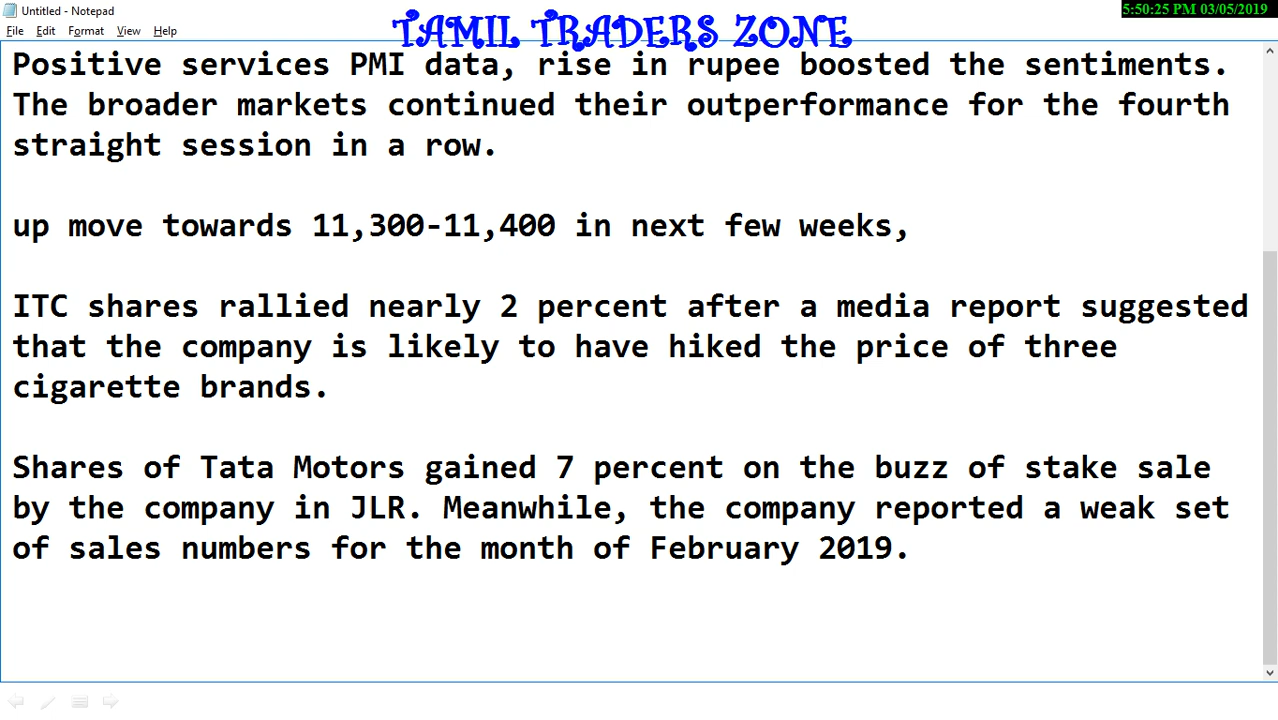 Untitled - Notepad
5:50:25 PM 03/05/2019
File Edit Format View Help
TAMIL TRADERS ZONE
Positive services PMI data, rise in rupee boosted the sentiments.
The broader markets continued their outperformance for the fourth
straight session in a row.
up move towards 11,300-11,400 in next few weeks,
ITC shares rallied nearly 2 percent after a media report suggested
that the company is likely to have hiked the price of three
cigarette brands.
Shares of Tata Motors gained 7 percent on the buzz of stake sale
by the company in JLR. Meanwhile, the company reported a weak set
of sales numbers for the month of February 2019.